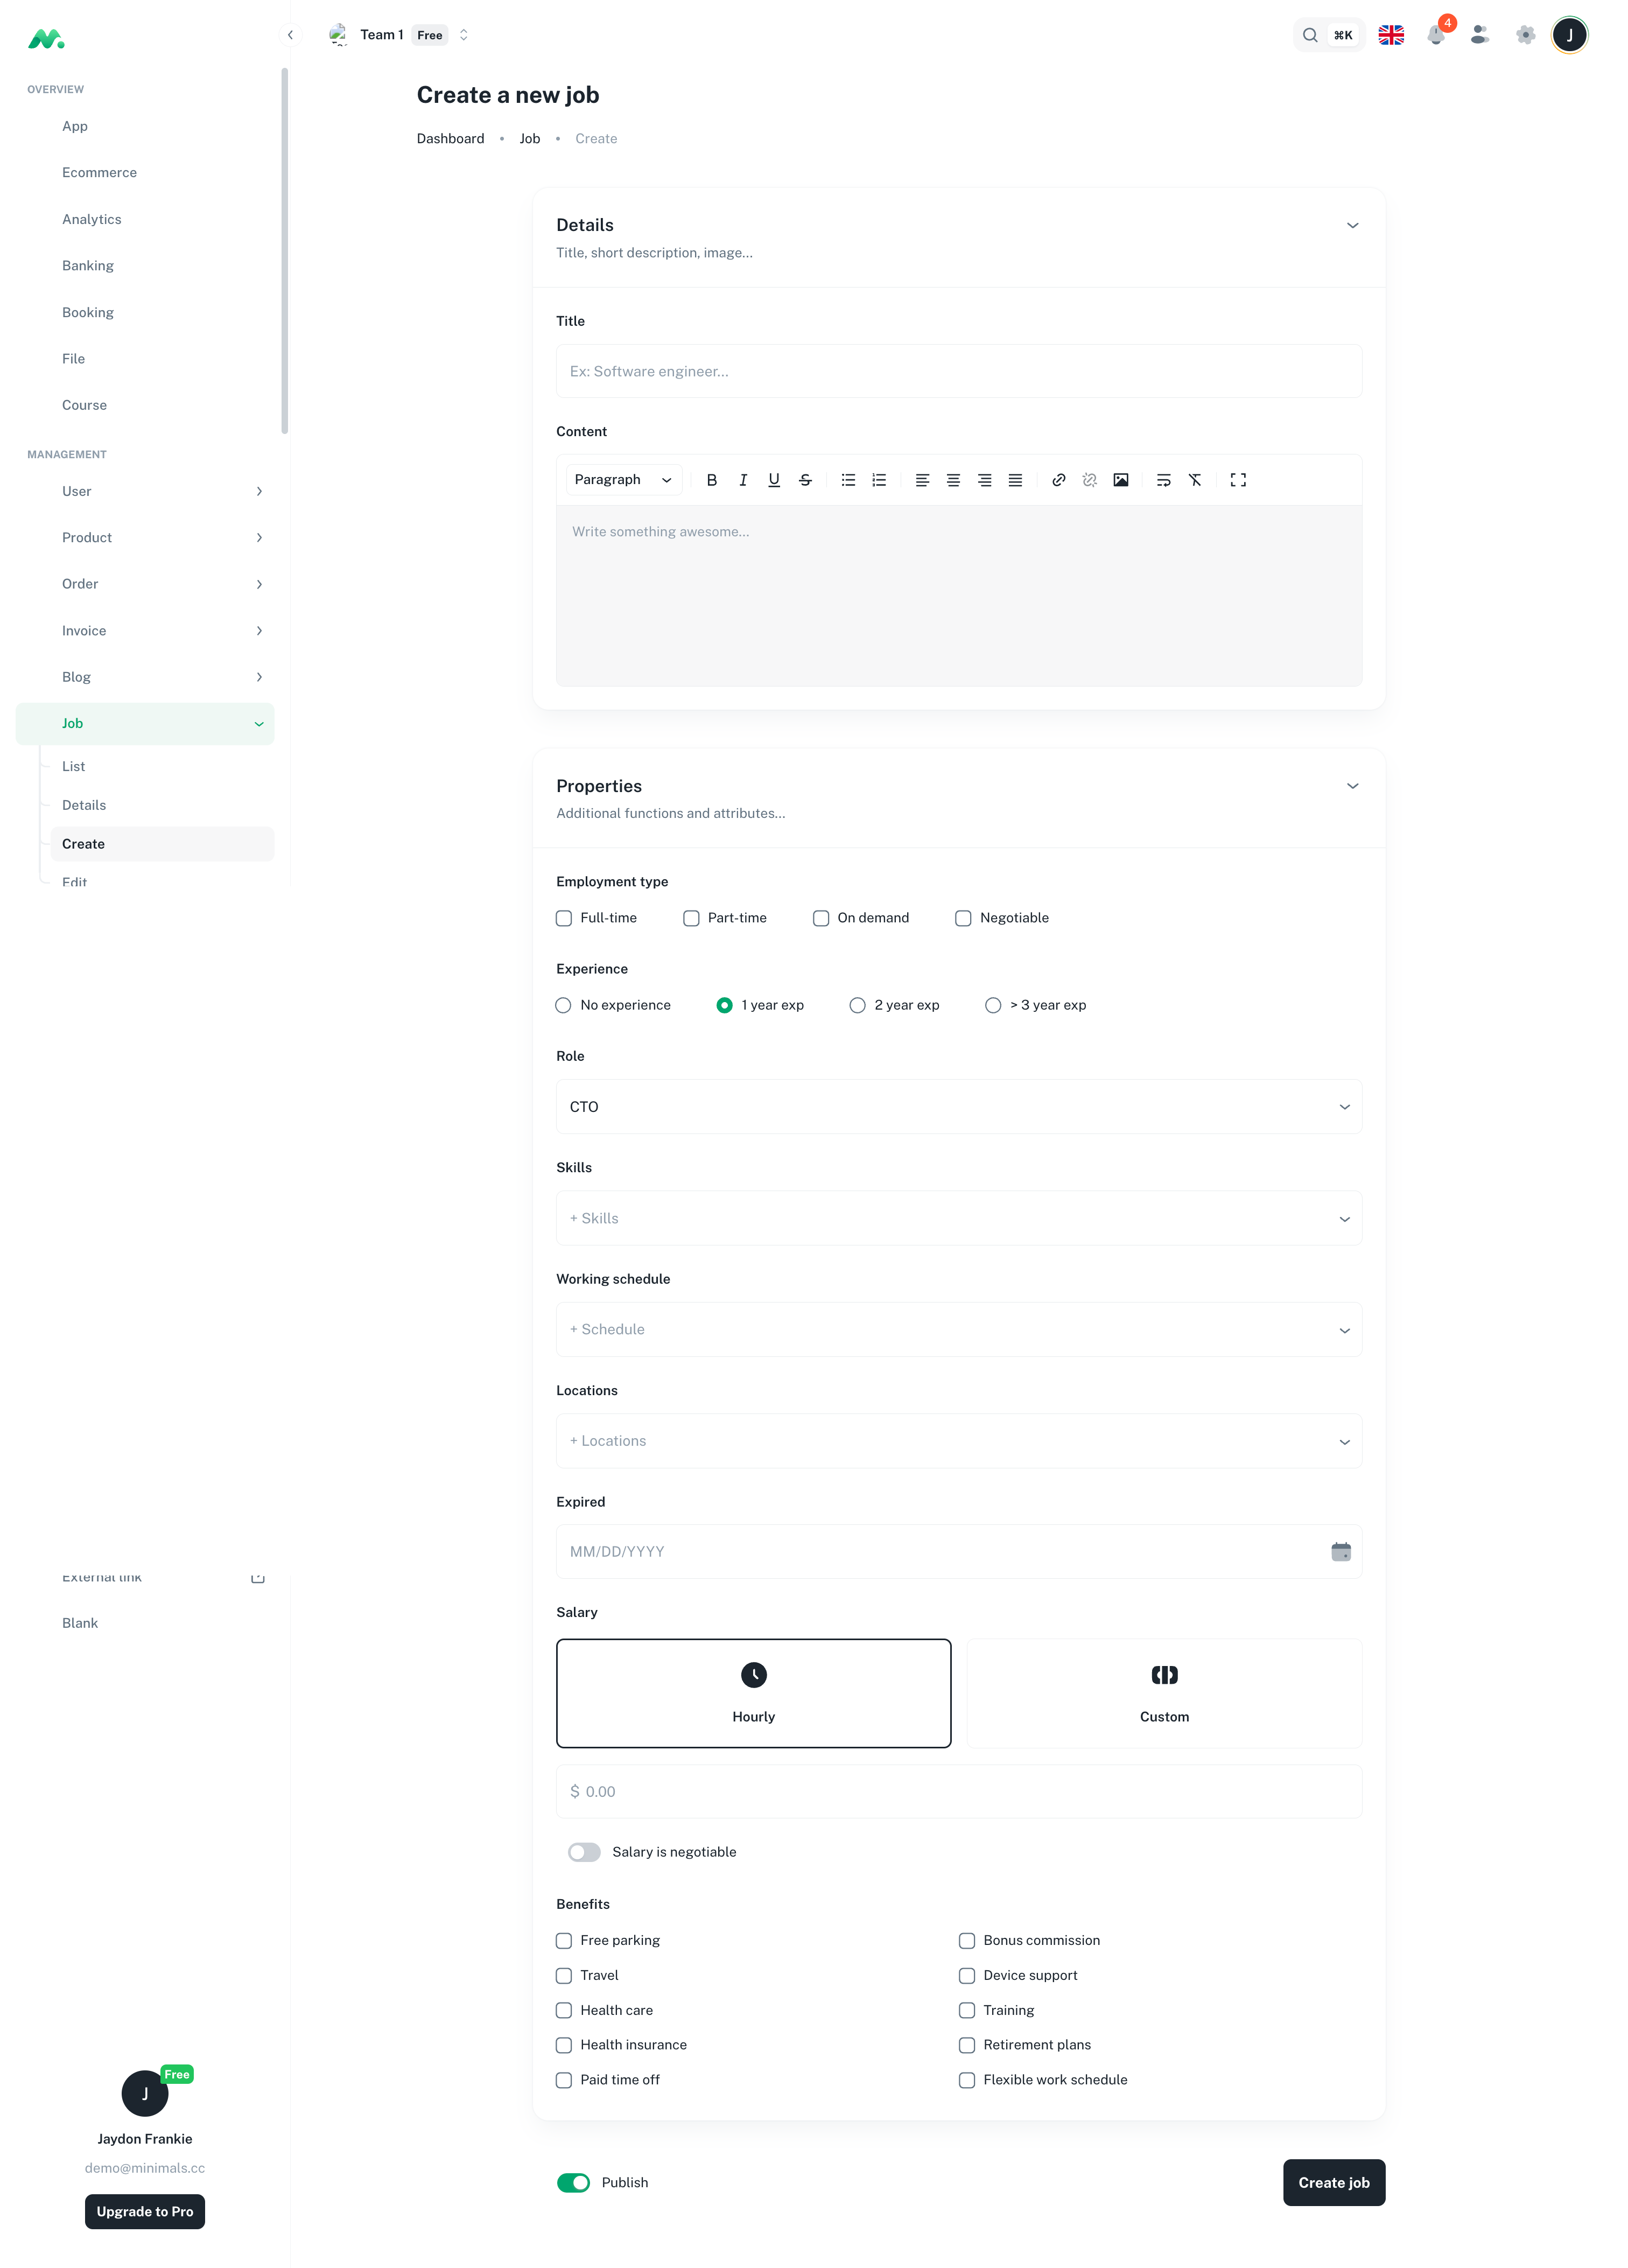 Team 1 Free
⌘K
4
J
OVERVIEW
App
Ecommerce
Analytics
Banking
Booking
File
Course
MANAGEMENT
User
Product
Order
Invoice
Blog
Job
List
Details
Create
Edit
External link
Blank
Free
J
Jaydon Frankie
demo@minimals.cc
Upgrade to Pro
Create a new job
Dashboard • Job • Create
Details
Title, short description, image...
Title
Ex: Software engineer...
Content
Paragraph
Write something awesome...
Properties
Additional functions and attributes...
Employment type
Full-time Part-time On demand Negotiable
Experience
No experience 1 year exp 2 year exp > 3 year exp
Role
CTO
Skills
+ Skills
Working schedule
+ Schedule
Locations
+ Locations
Expired
MM/DD/YYYY
Salary
Hourly
Custom
$ 0.00
Salary is negotiable
Benefits
Free parking Bonus commission
Travel Device support
Health care Training
Health insurance Retirement plans
Paid time off Flexible work schedule
Publish
Create job